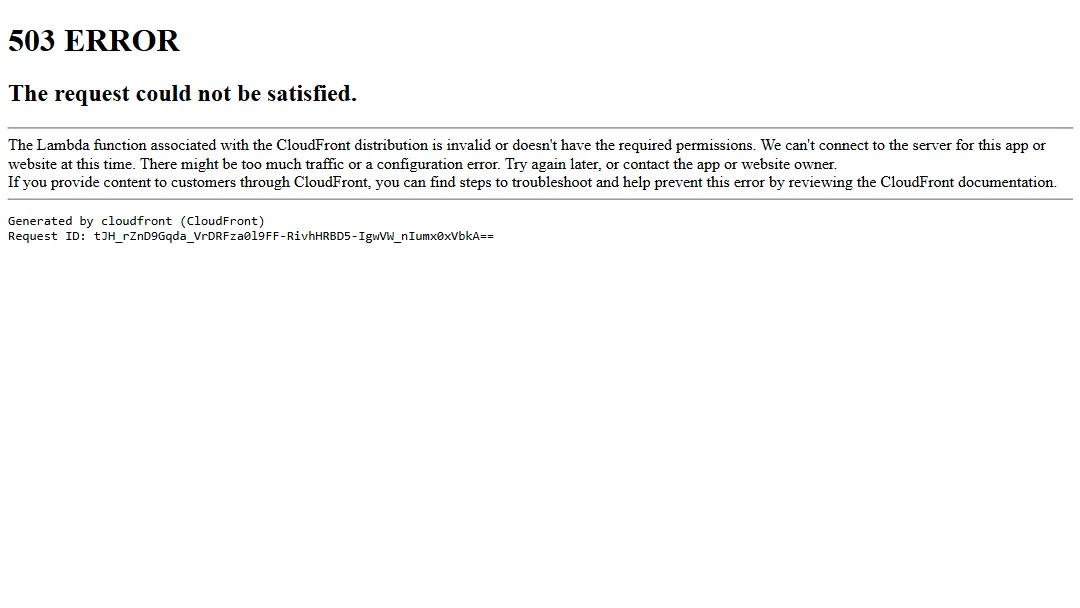 503 ERROR
The request could not be satisfied.
The Lambda function associated with the CloudFront distribution is invalid or doesn't have the required permissions. We can't connect to the server for this app or
website at this time. There might be too much traffic or a configuration error. Try again later, or contact the app or website owner.
If you provide content to customers through CloudFront, you can find steps to troubleshoot and help prevent this error by reviewing the CloudFront documentation.
Generated by cloudfront (CloudFront)
Request ID: tJH_rZnD9Gqda_VrDRFza0l9FF-RivhHRBD5-IgwVW_nIumx0xVbkA==